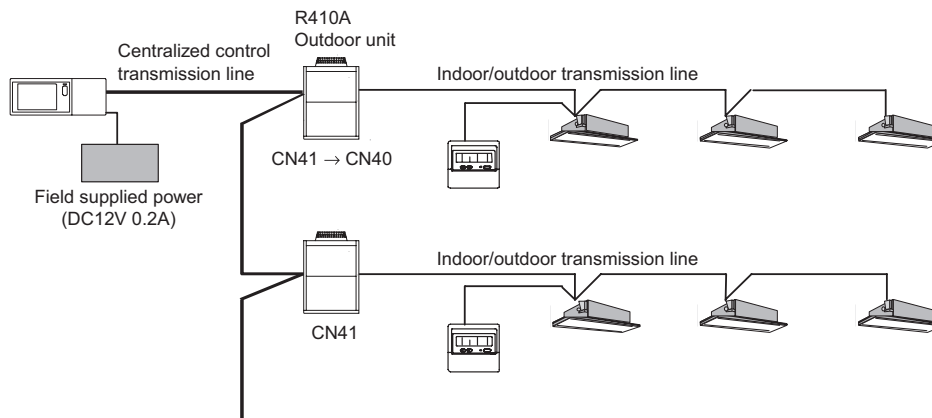 R410A
Outdoor unit
Centralized control
transmission line
Indoor/outdoor transmission line
CN41 → CN40
Field supplied power
(DC12V 0.2A)
Indoor/outdoor transmission line
CN41